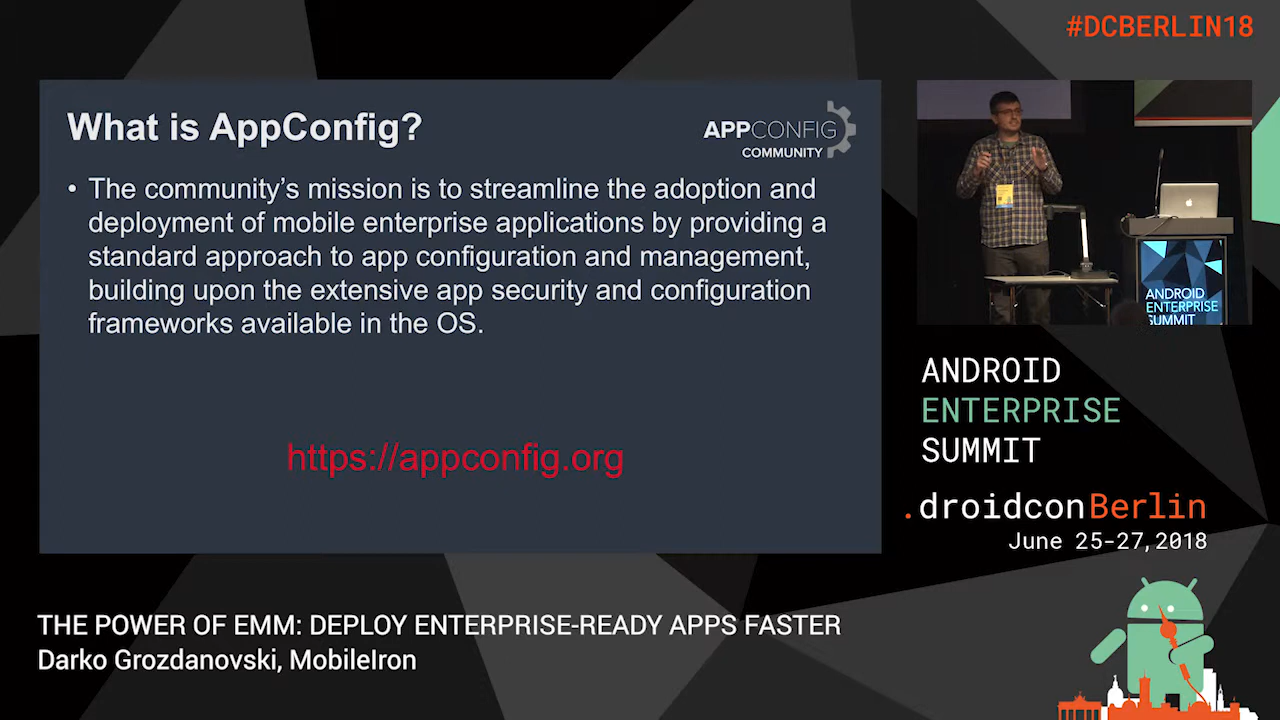 #DCBERLIN18
What is AppConfig?
APPCONFIG
COMMUNITY
• The community’s mission is to streamline the adoption and
deployment of mobile enterprise applications by providing a
standard approach to app configuration and management,
building upon the extensive app security and configuration
frameworks available in the OS.
https://appconfig.org
ANDROID
ENTERPRISE
SUMMIT
ANDROID
ENTERPRISE
SUMMIT
.droidconBerlin
June 25-27,2018
THE POWER OF EMM: DEPLOY ENTERPRISE-READY APPS FASTER
Darko Grozdanovski, MobileIron